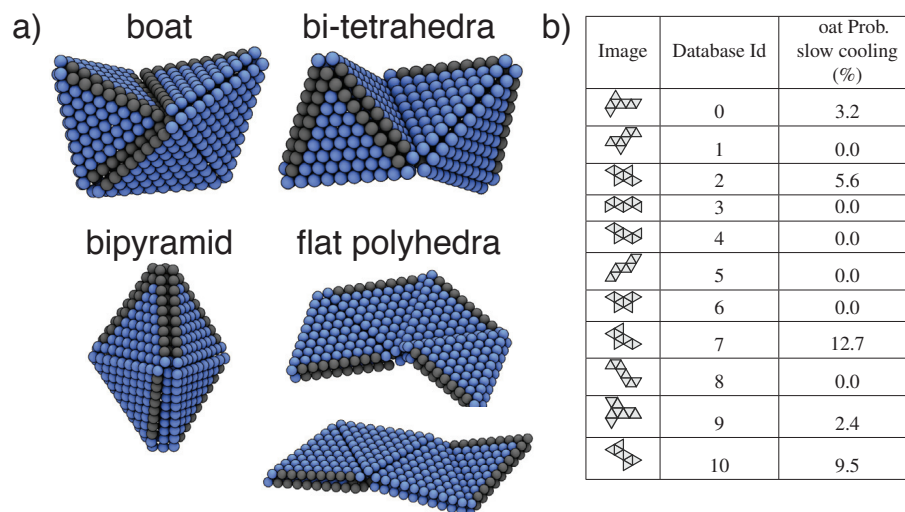 a)
boat
bi-tetrahedra
bipyramid
flat polyhedra
b)
Image
Database Id
oat Prob.
slow cooling
(%)
0 3.2
1 0.0
2 5.6
3 0.0
4 0.0
5 0.0
6 0.0
7 12.7
8 0.0
9 2.4
10 9.5